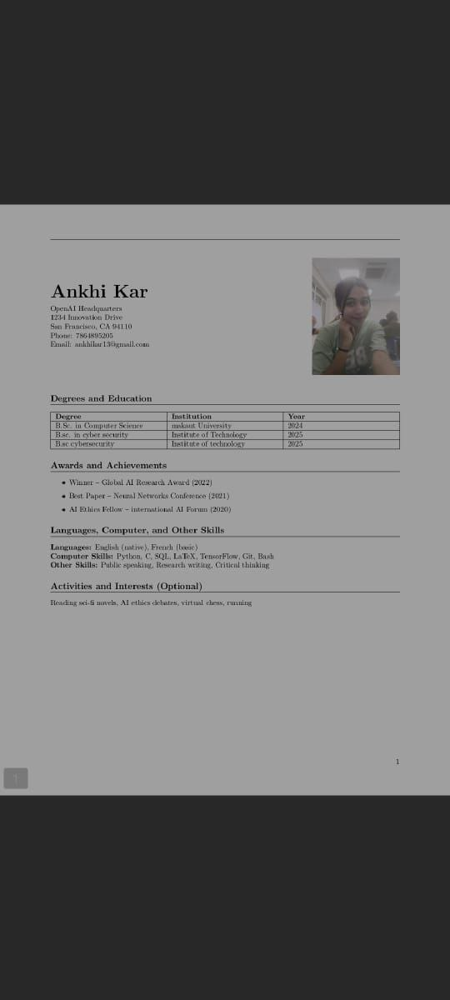 Ankhi Kar
OpenAI Headquarters
1234 Innovation Drive
San Francisco, CA 94110
Phone: 7864895205
Email: ankhikar13@gmail.com
Degrees and Education
Degree Institution Year
B.Sc. in Computer Science makaut University 2024
B.sc. in cyber security Institute of Technology 2025
B.sc cybersecurity Institute of technology 2025
Awards and Achievements
• Winner – Global AI Research Award (2022)
• Best Paper – Neural Networks Conference (2021)
• AI Ethics Fellow – international AI Forum (2020)
Languages, Computer, and Other Skills
Languages: English (native), French (basic)
Computer Skills: Python, C, SQL, LaTeX, TensorFlow, Git, Bash
Other Skills: Public speaking, Research writing, Critical thinking
Activities and Interests (Optional)
Reading sci-fi novels, AI ethics debates, virtual chess, running
1
1